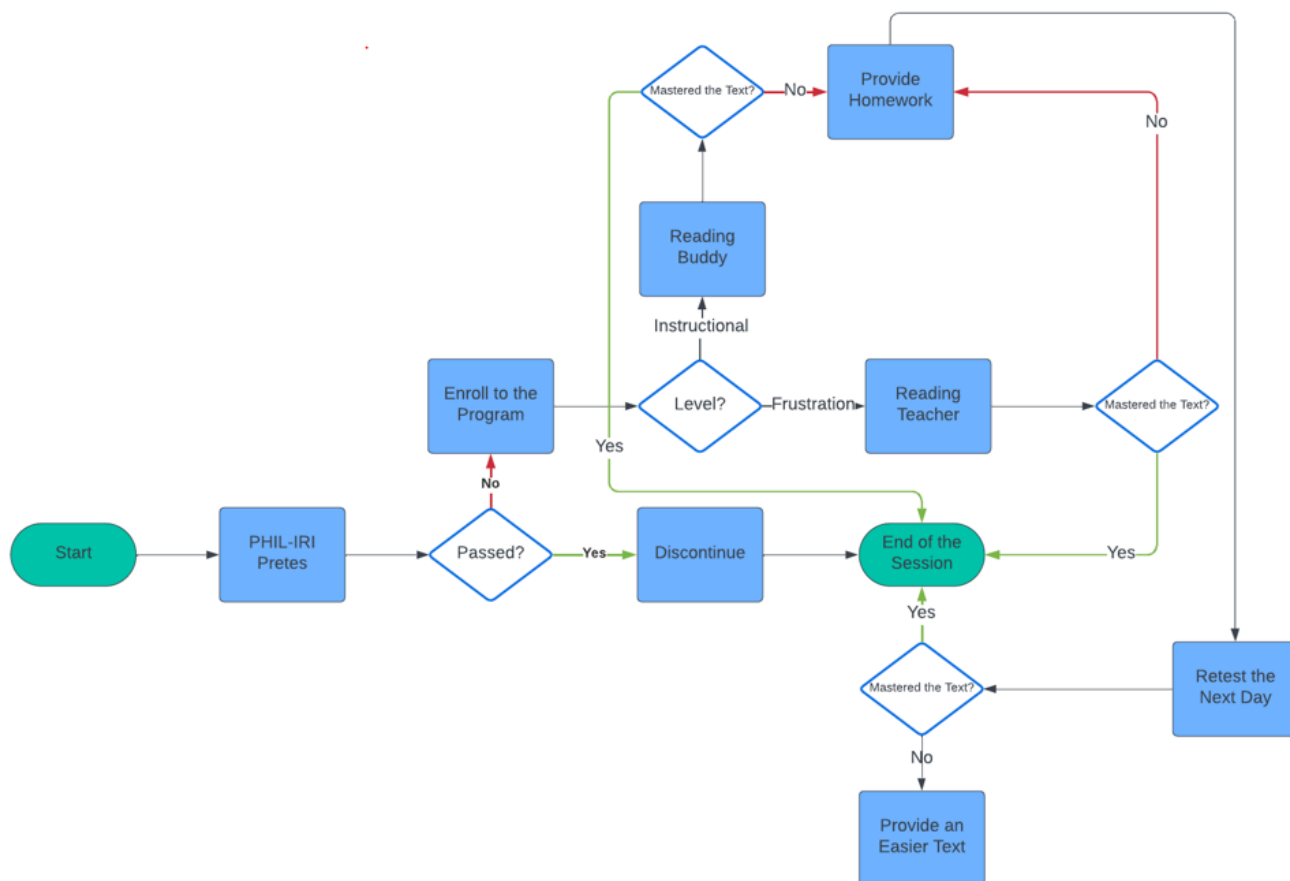 Mastered the Text?
No
Provide
Homework
No
Reading
Buddy
Instructional
Enroll to the
Program
Level?
Frustration
Reading
Teacher
Mastered the Text?
Yes
No
Start
PHIL-IRI
Pretes
Passed?
Yes
Discontinue
End of the
Session
Yes
Yes
Mastered the Text?
Retest the
Next Day
No
Provide an
Easier Text